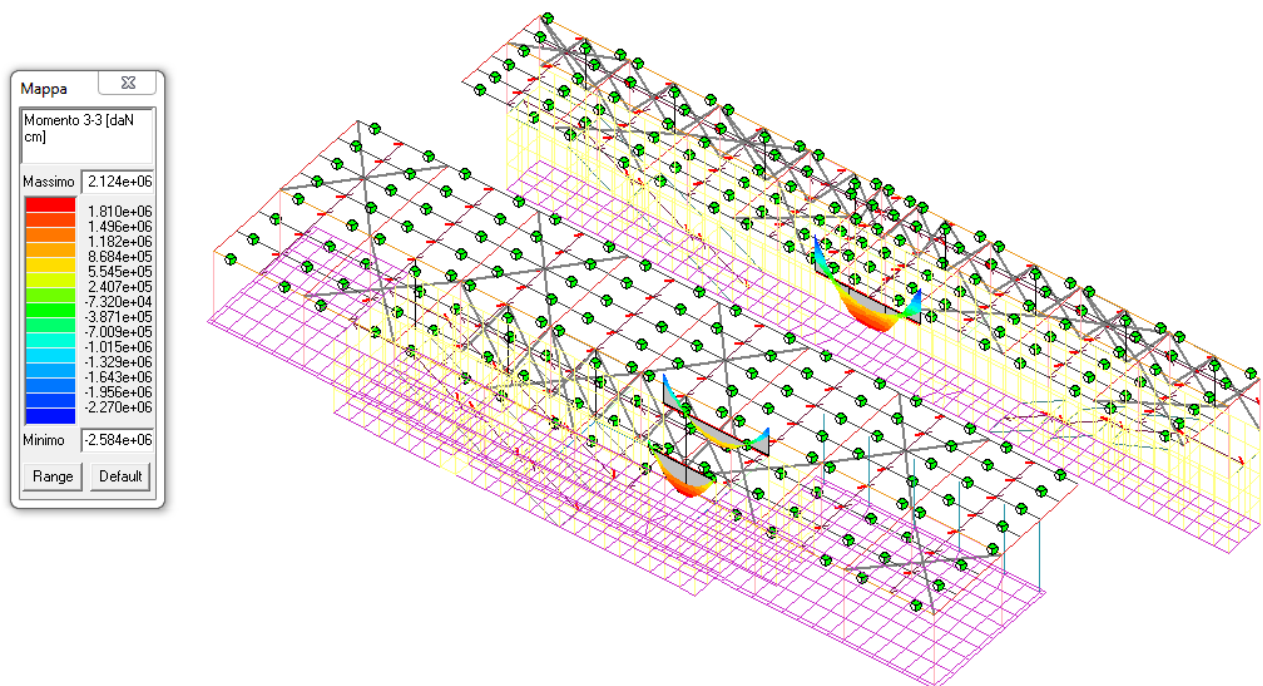 Mappa
Momento 3-3 [daN
cm]
Massimo 2.124e+06
1.810e+06
1.496e+06
1.182e+06
8.684e+05
5.545e+05
2.407e+05
-7.320e+04
-3.871e+05
-7.009e+05
-1.015e+06
-1.329e+06
-1.643e+06
-1.956e+06
-2.270e+06
Minimo -2.584e+06
Range Default